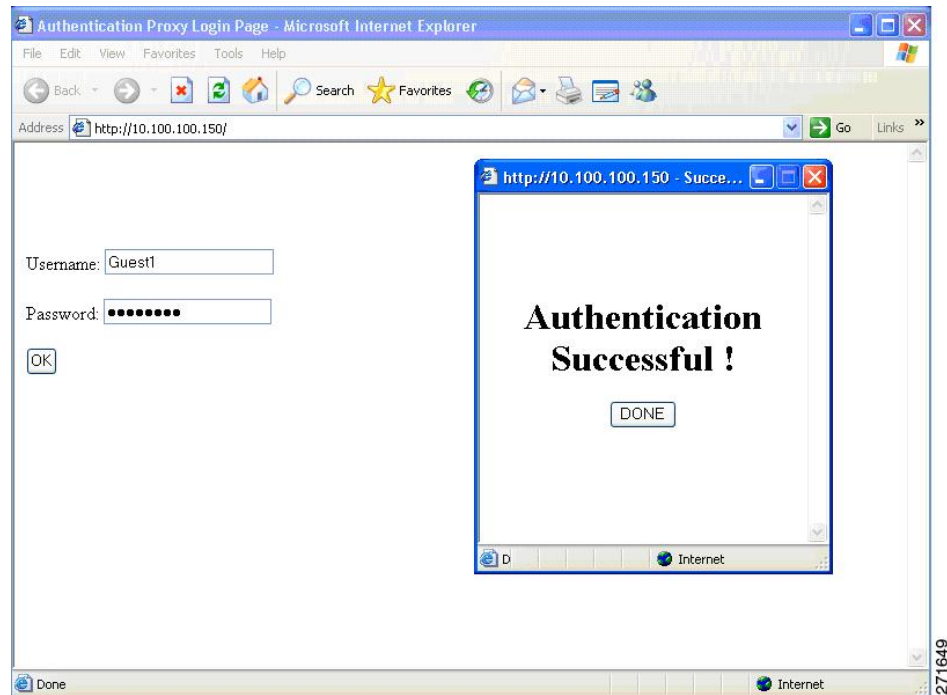 Authentication Proxy Login Page - Microsoft Internet Explorer
File Edit View Favorites Tools Help
Back Search Favorites
Address http://10.100.100.150/ Go Links »
http://10.100.100.150 - Succe...
Username: Guest1
Password: ••••••••
OK
Authentication
Successful !
DONE
D Internet
Done Internet
271649